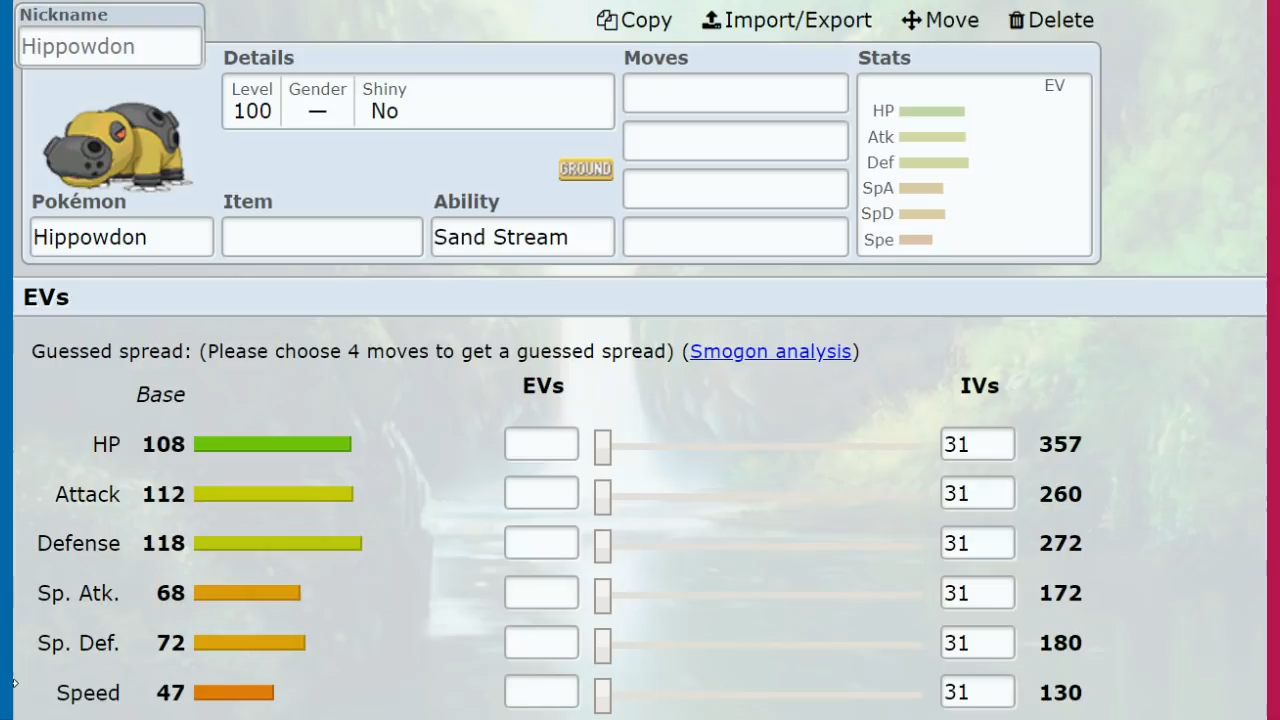 Nickname
Hippowdon
Copy Import/Export Move Delete
Details
Level Gender Shiny
100 — No
GROUND
Pokémon Item Ability
Hippowdon Sand Stream
Moves
Stats
EV
HP
Atk
Def
SpA
SpD
Spe
EVs
Guessed spread: (Please choose 4 moves to get a guessed spread) (Smogon analysis)
Base EVs IVs
HP 108 31 357
Attack 112 31 260
Defense 118 31 272
Sp. Atk. 68 31 172
Sp. Def. 72 31 180
Speed 47 31 130